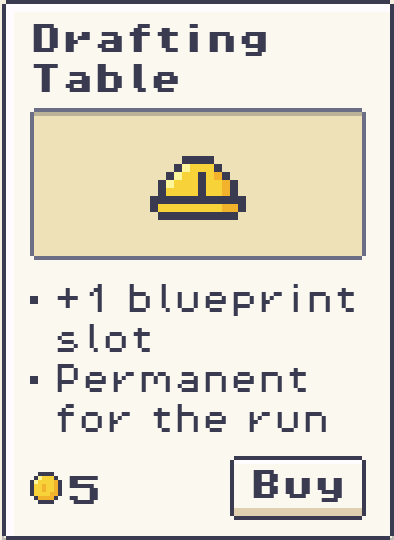 Drafting
Table
▪ +1 blueprint
slot
▪ Permanent
for the run
5
Buy